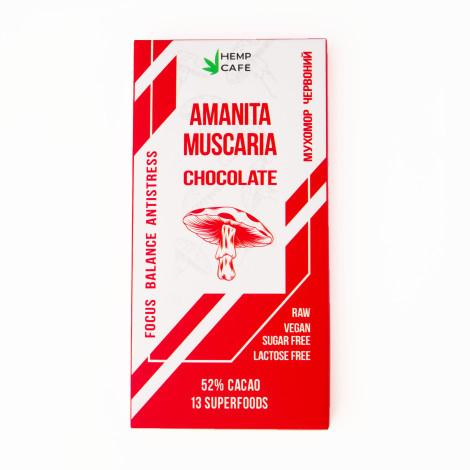 HEMP
CAFE
AMANITA
MUSCARIA
CHOCOLATE
МУХОМОР ЧЕРВОНИЙ
FOCUS BALANCE ANTISTRESS
RAW
VEGAN
SUGAR FREE
LACTOSE FREE
52% CACAO
13 SUPERFOODS